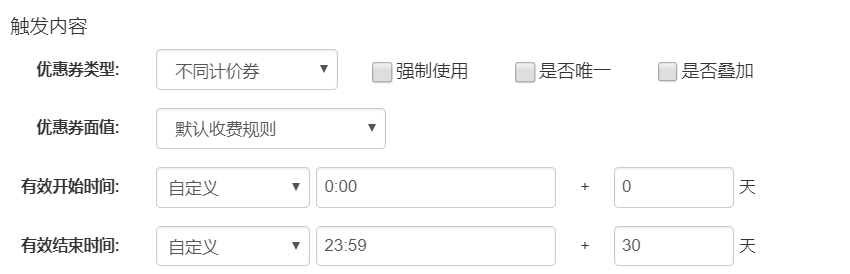 触发内容
优惠券类型: 不同计价券 强制使用 是否唯一 是否叠加
优惠券面值: 默认收费规则
有效开始时间: 自定义 0:00 + 0 天
有效结束时间: 自定义 23:59 + 30 天